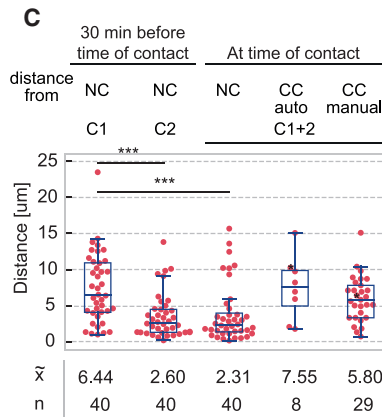 C
30 min before
time of contact
At time of contact
distance
from
NC NC NC CC
auto CC
manual
C1 C2 C1+2
Distance [um]
25
20
15
10
5
0
***
***
*
*
x̃ 6.44 2.60 2.31 7.55 5.80
n 40 40 40 8 29